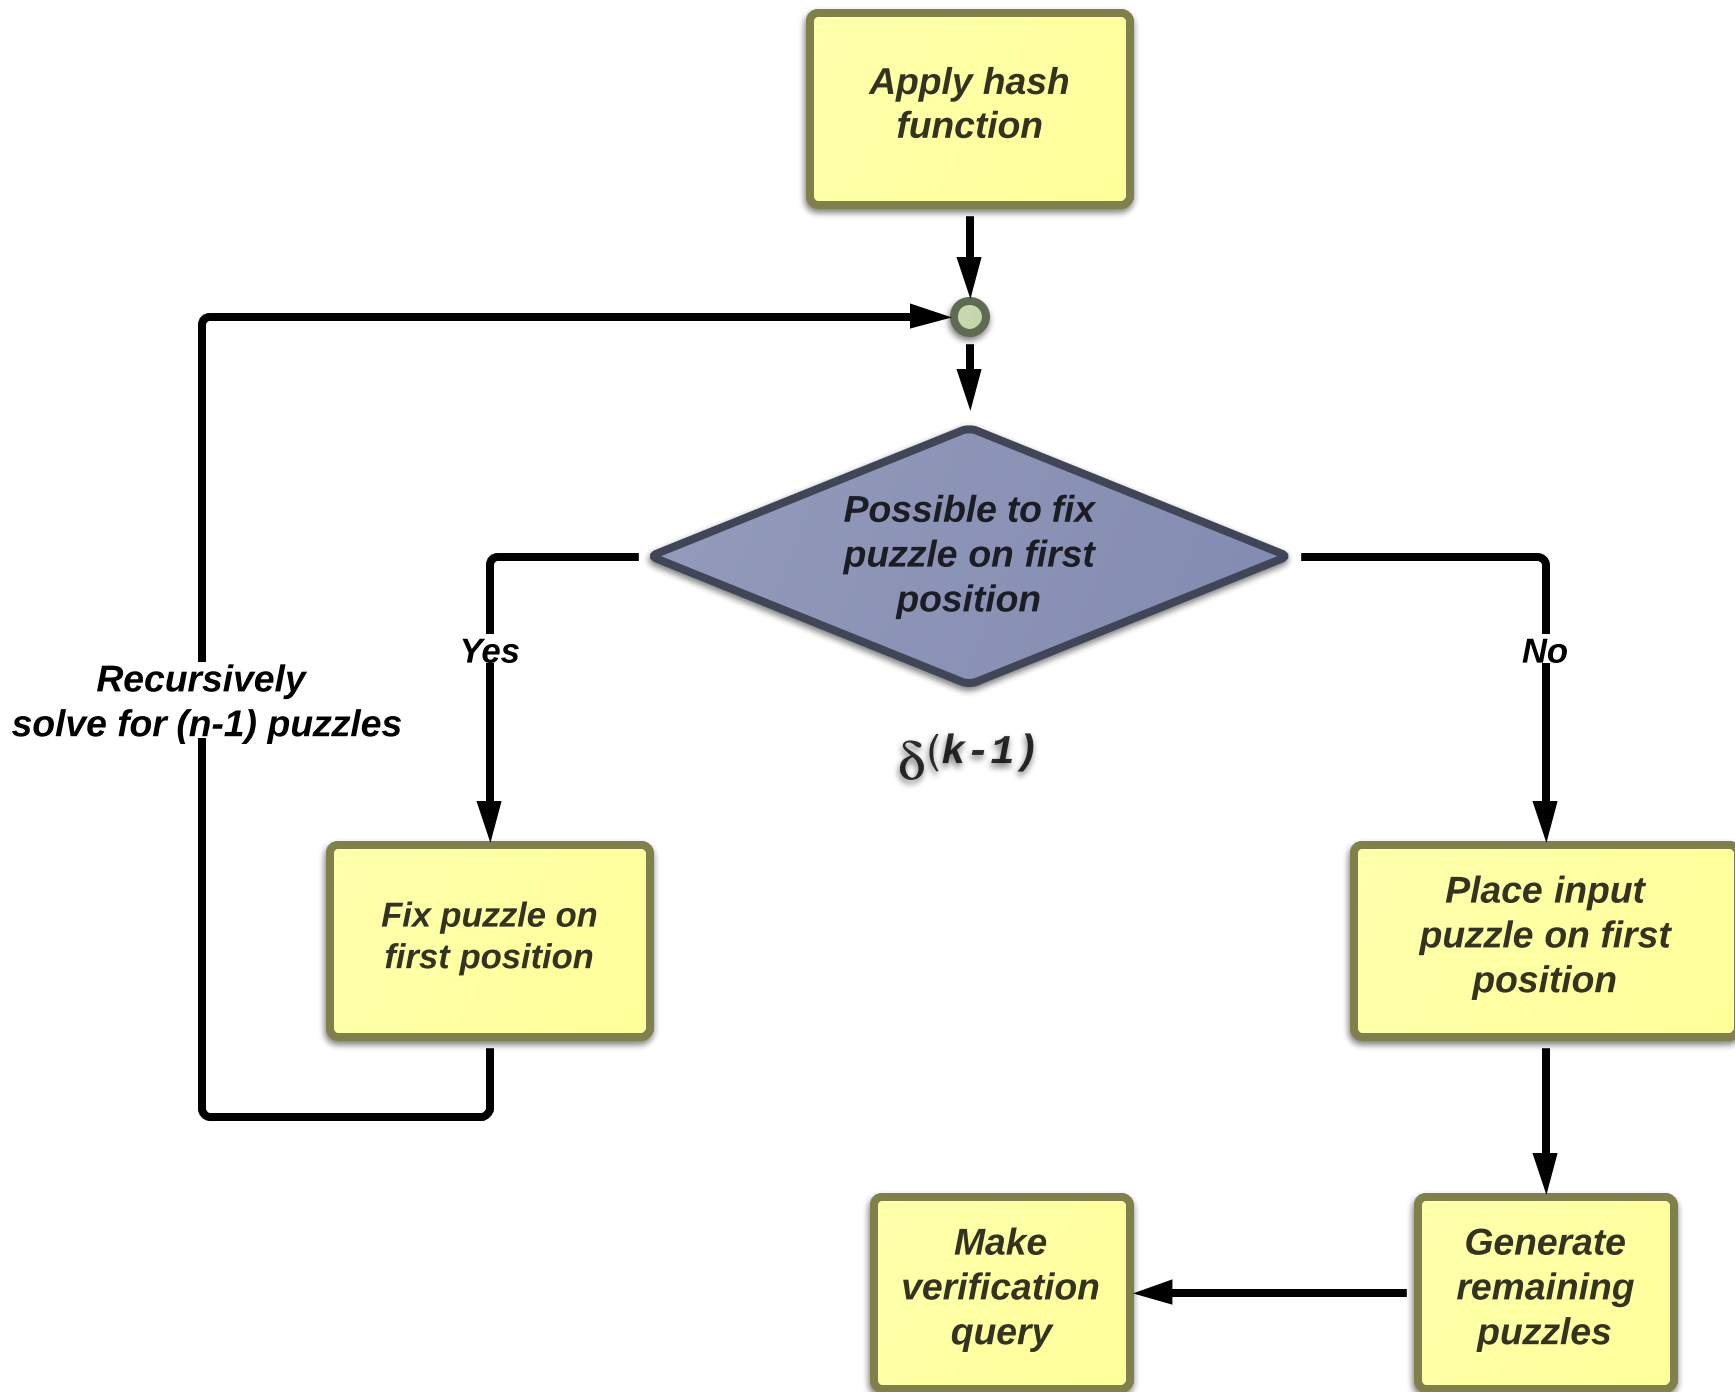 Apply hash
function
Possible to fix
puzzle on first
position
Yes
No
Recursively
solve for (n-1) puzzles
δ(k-1)
Fix puzzle on
first position
Place input
puzzle on first
position
Make
verification
query
Generate
remaining
puzzles